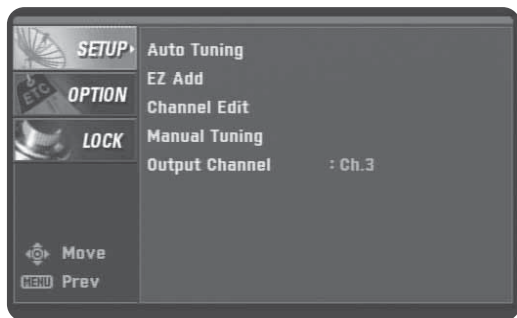 SETUP
OPTION
LOCK
ETC
Auto Tuning
EZ Add
Channel Edit
Manual Tuning
Output Channel : Ch.3
Move
MENU Prev